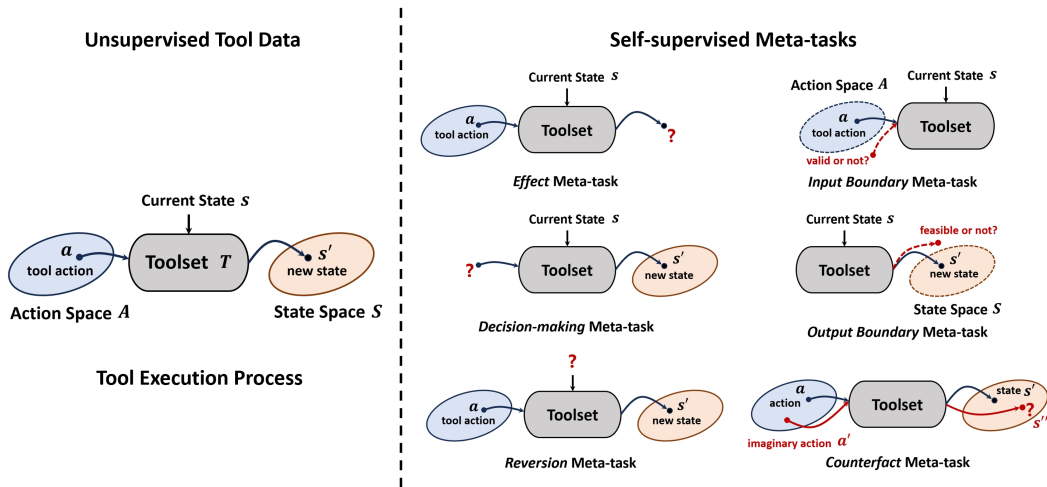 Unsupervised Tool Data
Current State s
a
tool action
Toolset T
s′
new state
Action Space A
State Space S
Tool Execution Process
Self-supervised Meta-tasks
Current State s
a
tool action
Toolset
?
Effect Meta-task
Current State s
Action Space A
a
tool action
Toolset
valid or not?
Input Boundary Meta-task
Current State s
?
Toolset
s′
new state
Decision-making Meta-task
Current State s
feasible or not?
Toolset
s′
new state
State Space S
Output Boundary Meta-task
?
a
tool action
Toolset
s′
new state
Reversion Meta-task
a
action
Toolset
state s′
?
s′′
imaginary action a′
Counterfact Meta-task